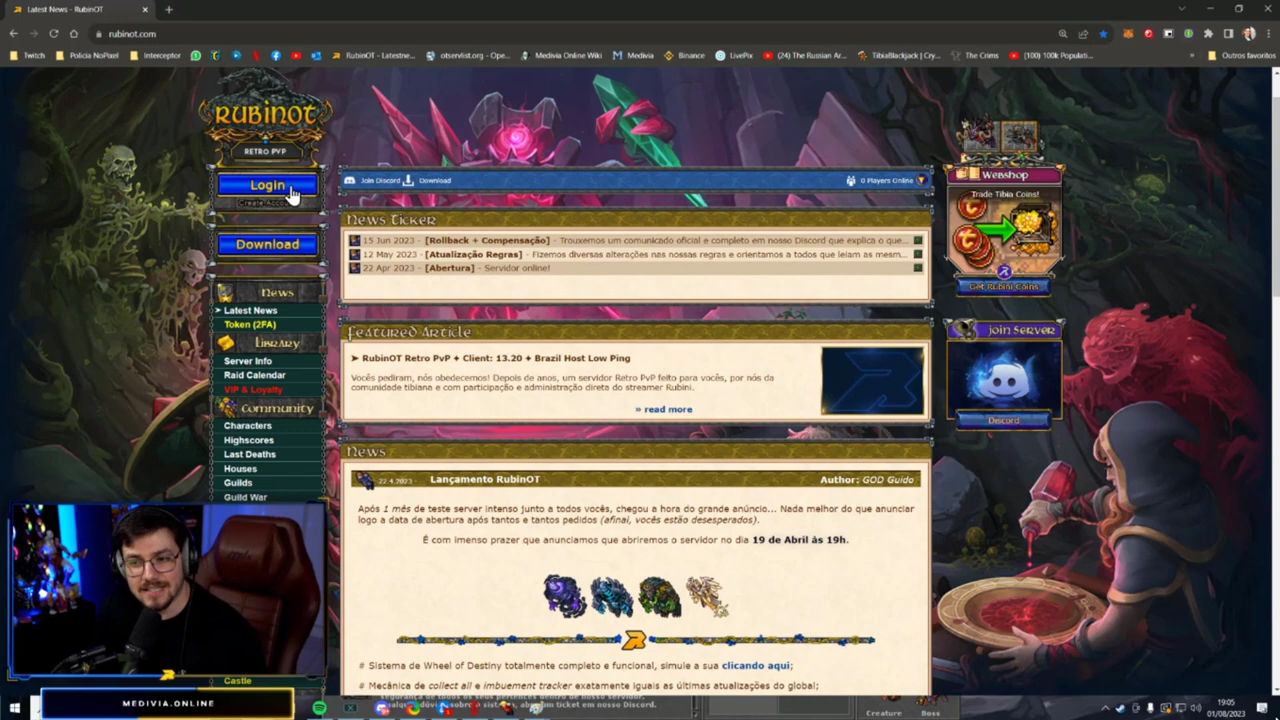 Latest News - RubinOT
rubinot.com
Twitch
Policia NoPixel
Interceptor
RubinOT - Latestne...
otservlist.org - Ope...
Medivia Online Wiki
Medivia
Binance
LivePix
(24) The Russian Ar...
TibiaBlackjack | Cry...
The Crims
(100) 100k Populati...
Outros favoritos
RUBINOT
RETRO PVP
Login
Create Account
Download
Join Discord
Download
0 Players Online
News Ticker
15 Jun 2023 - [Rollback + Compensação] - Trouxemos um comunicado oficial e completo em nosso Discord que explica o que...
12 May 2023 - [Atualização Regras] - Fizemos diversas alterações nas nossas regras e orientamos a todos que leiam as mesm...
22 Apr 2023 - [Abertura] - Servidor online!
Webshop
Trade Tibia Coins!
Get Rubini Coins
News
Latest News
Token (2FA)
Library
Server Info
Raid Calendar
VIP & Loyalty
Community
Characters
Highscores
Last Deaths
Houses
Guilds
Guild War
Castle
Featured Article
➤ RubinOT Retro PvP ✦ Client: 13.20 ✦ Brazil Host Low Ping
Vocês pediram, nós obedecemos! Depois de anos, um servidor Retro PvP feito para vocês, por nós da
comunidade tibiana e com participação e administração direta do streamer Rubini.
» read more
Join Server
Discord
News
22.4.2023 - Lançamento RubinOT
Author: GOD Guido
Após 1 mês de teste server intenso junto a todos vocês, chegou a hora do grande anúncio... Nada melhor do que anunciar
logo a data de abertura após tantos e tantos pedidos (afinal, vocês estão desesperados).
É com imenso prazer que anunciamos que abriremos o servidor no dia 19 de Abril ás 19h.
# Sistema de Wheel of Destiny totalmente completo e funcional, simule a sua clicando aqui;
# Mecânica de collect all e imbuement tracker exatamente iguais as últimas atualizações do global;
MEDIVIA.ONLINE
Creature
Boss
19:05
01/08/2023